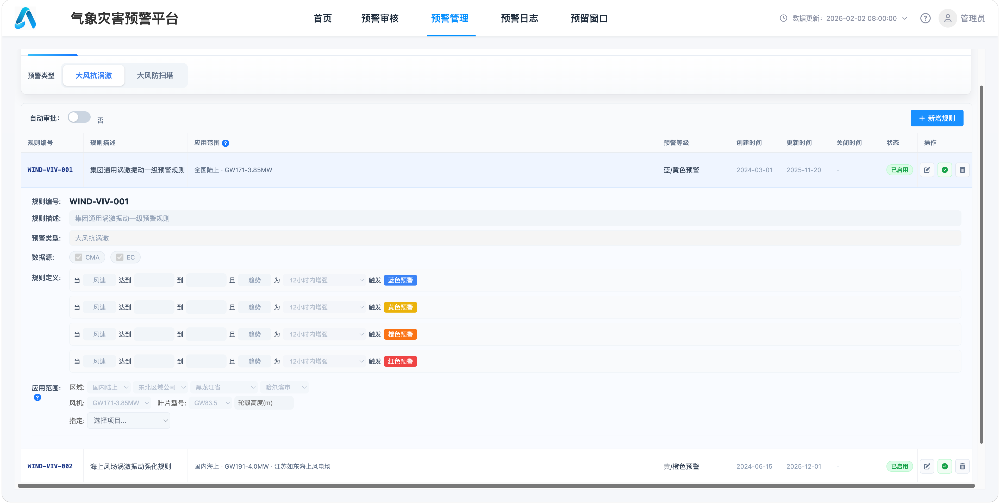 气象灾害预警平台 首页 预警审核 预警管理 预警日志 预留窗口 数据更新: 2026-02-02 08:00:00 ? 管理员
预警类型 大风抗涡激 大风防扫塔
自动审批: 否 + 新增规则
规则编号 规则描述 应用范围 ? 预警等级 创建时间 更新时间 关闭时间 状态 操作
WIND-VIV-001 集团通用涡激振动一级预警规则 全国陆上 · GW171-3.85MW 蓝/黄色预警 2024-03-01 2025-11-20 - 已启用
规则编号: WIND-VIV-001
规则描述: 集团通用涡激振动一级预警规则
预警类型: 大风抗涡激
数据源: CMA EC
规则定义: 当 风速 达到 到 且 趋势 为 12小时内增强 触发 蓝色预警
当 风速 达到 到 且 趋势 为 12小时内增强 触发 黄色预警
当 风速 达到 到 且 趋势 为 12小时内增强 触发 橙色预警
当 风速 达到 到 且 趋势 为 12小时内增强 触发 红色预警
应用范围: ? 区域: 国内陆上 东北区域公司 黑龙江省 哈尔滨市
风机: GW171-3.85MW 叶片型号: GW83.5 轮毂高度(m)
指定: 选择项目...
WIND-VIV-002 海上风场涡激振动强化规则 国内海上 · GW191-4.0MW · 江苏如东海上风电场 黄/橙色预警 2024-06-15 2025-12-01 - 已启用